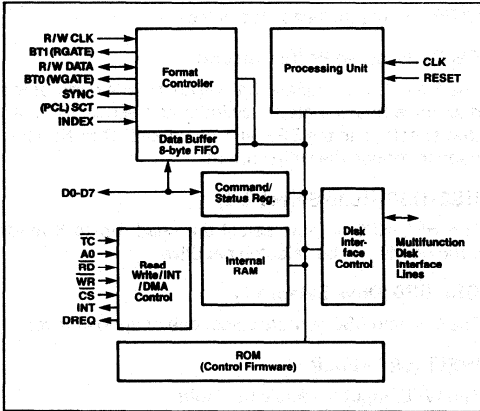 R/W CLK
BT1 (RGATE)
R/W DATA
BT0 (WGATE)
SYNC
(PCL) SCT
INDEX
Format
Controller
Data Buffer
8-byte FIFO
Processing Unit
CLK
RESET
D0-D7
Command/
Status Reg.
TC
A0
RD
WR
CS
INT
DREQ
Read
Write/INT
/DMA
Control
Internal
RAM
Disk
Inter-
face
Control
Multifunction
Disk
Interface
Lines
ROM
(Control Firmware)